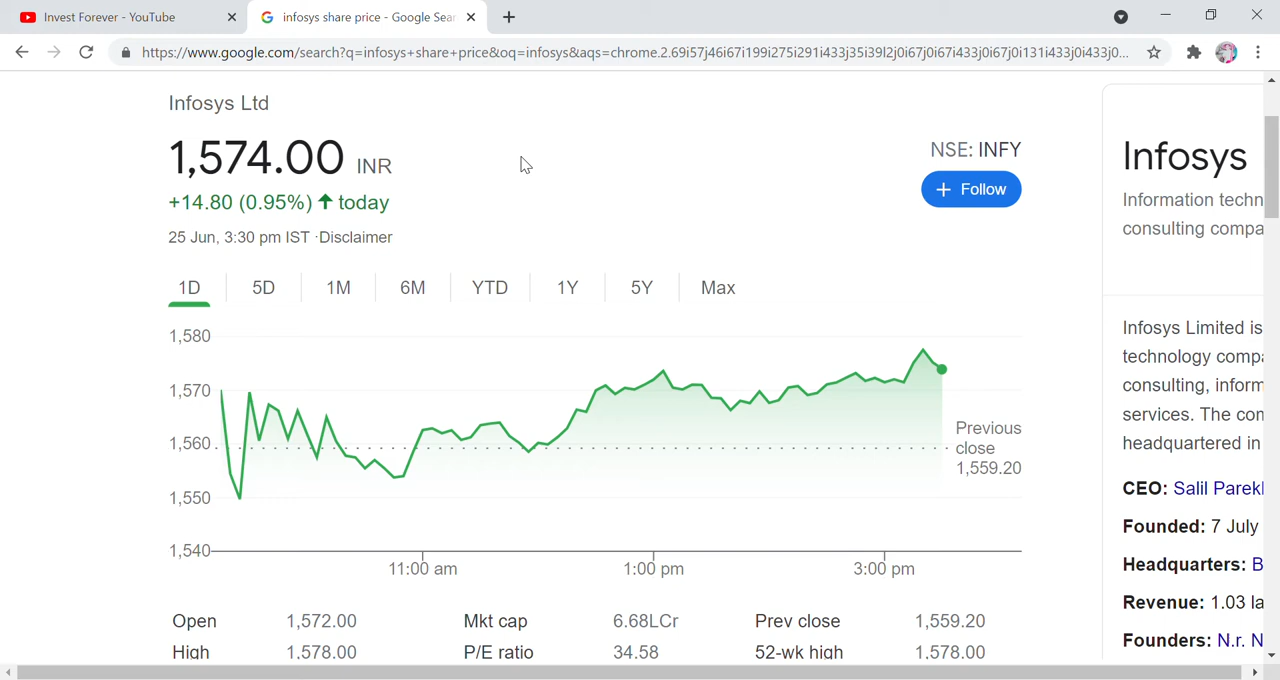 Invest Forever - YouTube
infosys share price - Google Sear
https://www.google.com/search?q=infosys+share+price&oq=infosys&aqs=chrome.2.69i57j46i67i199i275i291i433j35i39l2j0i67j0i67i433j0i67j0i131i433j0i433j0...
Infosys Ltd
1,574.00 INR
+14.80 (0.95%) ↑ today
25 Jun, 3:30 pm IST ·Disclaimer
NSE: INFY
+ Follow
1D 5D 1M 6M YTD 1Y 5Y Max
1,580
1,570
1,560
1,550
1,540
Previous
close
1,559.20
11:00 am 1:00 pm 3:00 pm
Open 1,572.00 Mkt cap 6.68LCr Prev close 1,559.20
High 1,578.00 P/E ratio 34.58 52-wk high 1,578.00
Infosys
Information techn
consulting compa
Infosys Limited is
technology compa
consulting, inform
services. The con
headquartered in
CEO: Salil Parekh
Founded: 7 July
Headquarters: B
Revenue: 1.03 la
Founders: N.r. N